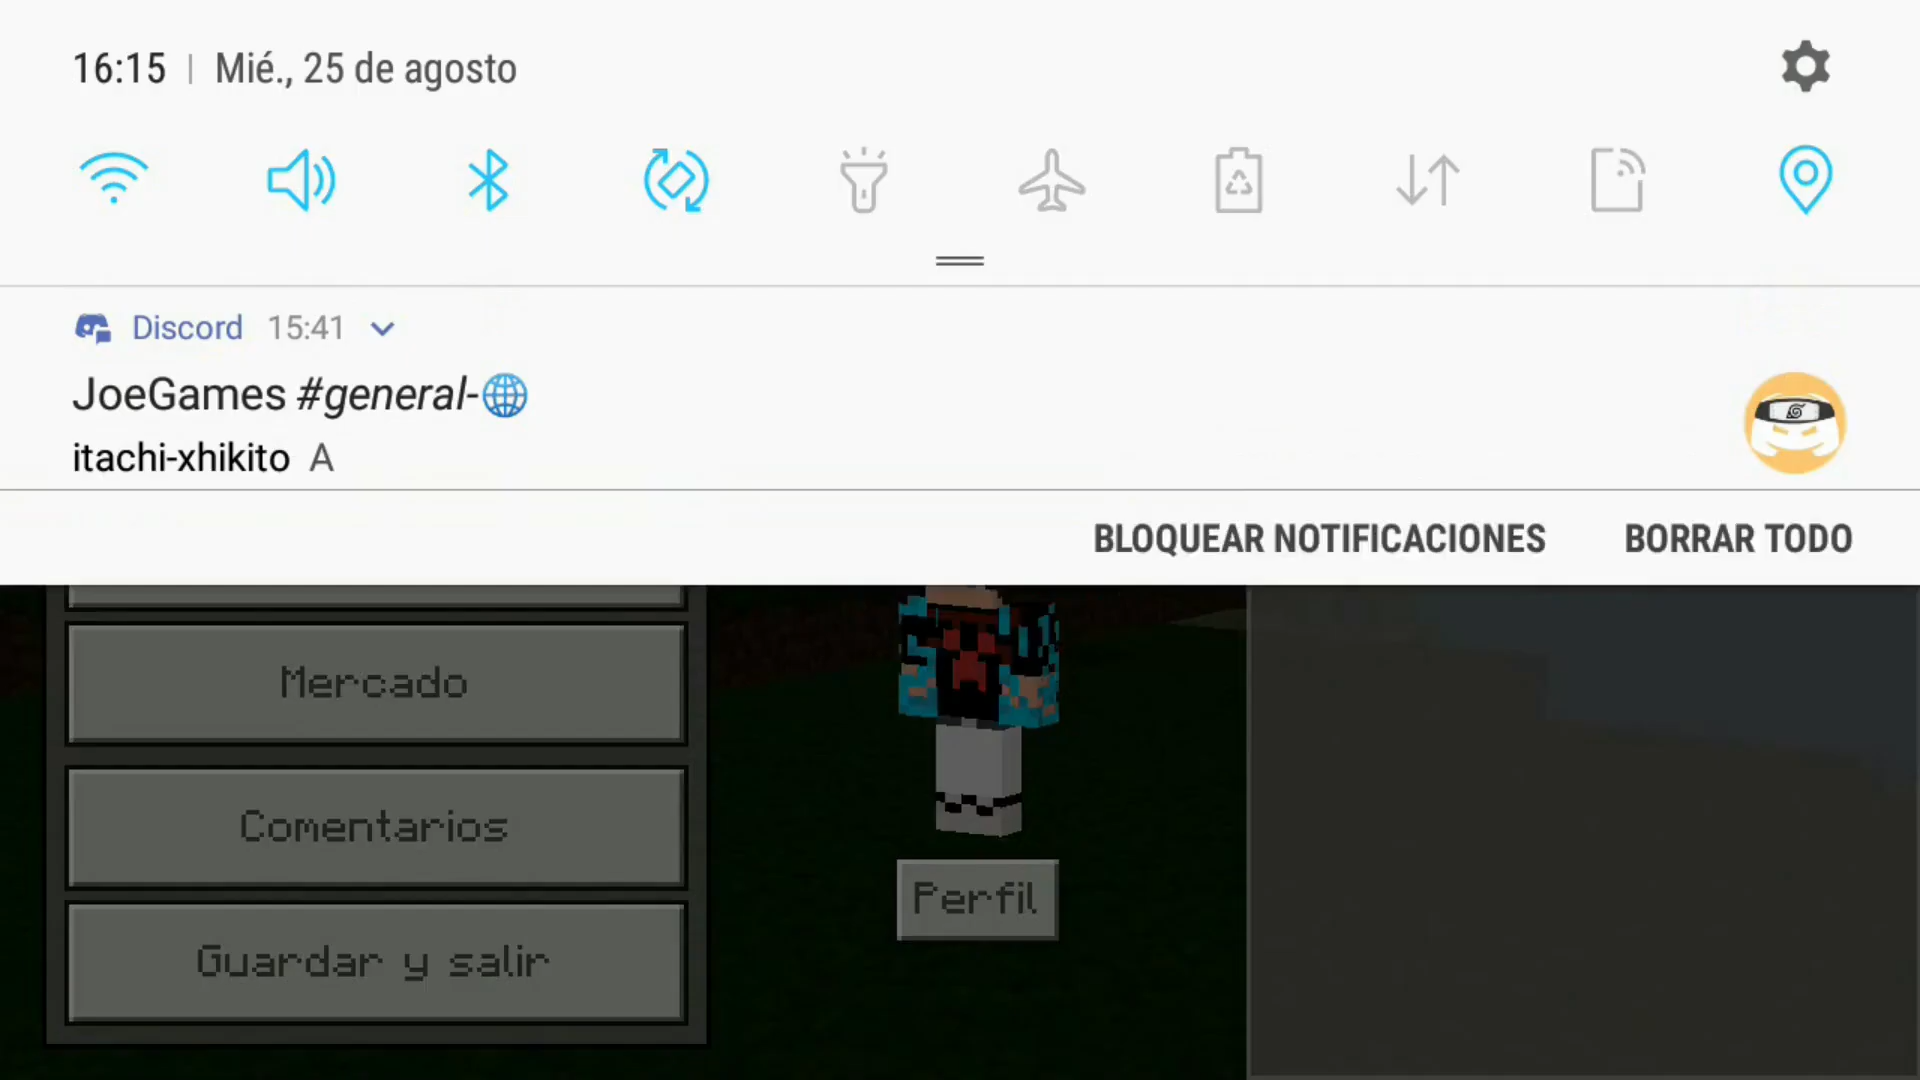 16:15 | Mié., 25 de agosto
Discord 15:41
JoeGames #general-🌐
itachi-xhikito A
BLOQUEAR NOTIFICACIONES BORRAR TODO
Mercado
Comentarios
Perfil
Guardar y salir